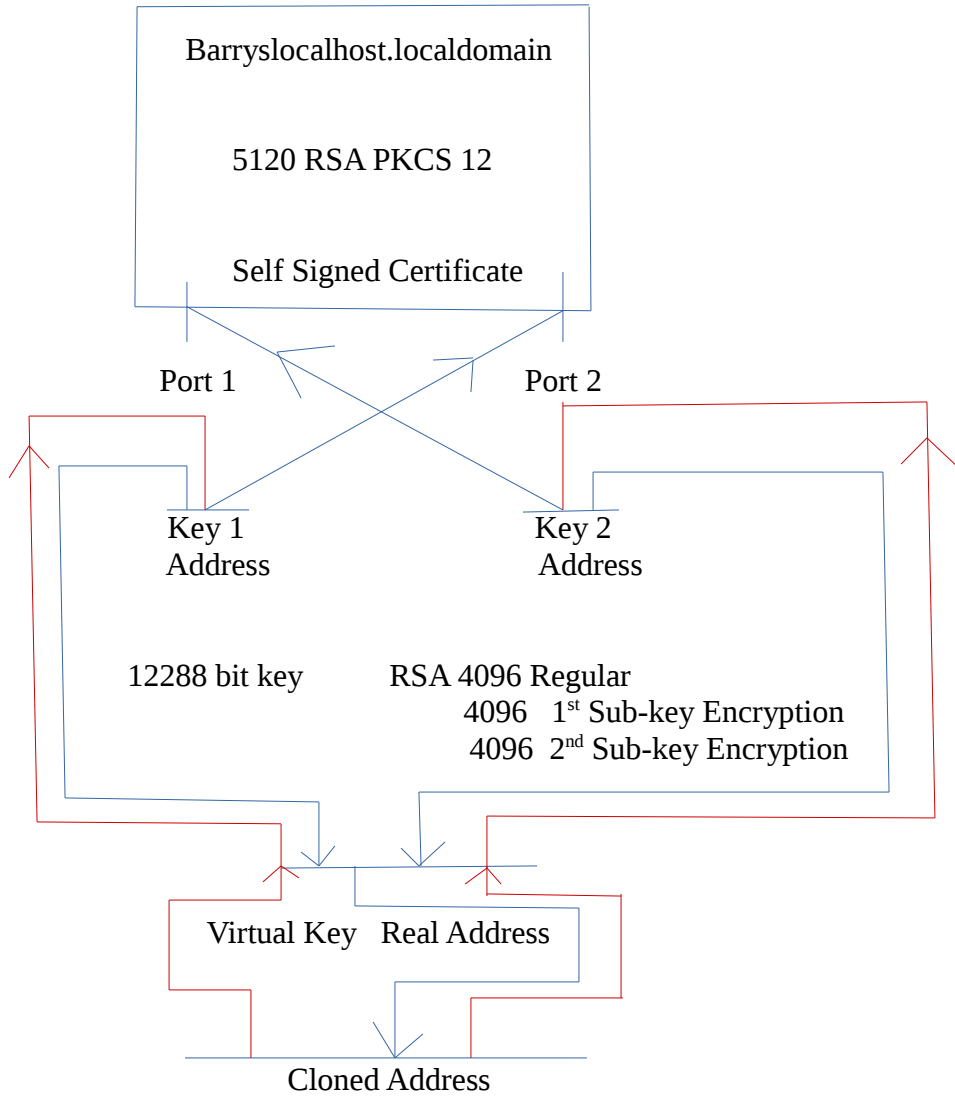 Barryslocalhost.localdomain
5120 RSA PKCS 12
Self Signed Certificate
Port 1
Port 2
Key 1
Address
Key 2
Address
12288 bit key
RSA 4096 Regular
4096 1st Sub-key Encryption
4096 2nd Sub-key Encryption
Virtual Key Real Address
Cloned Address